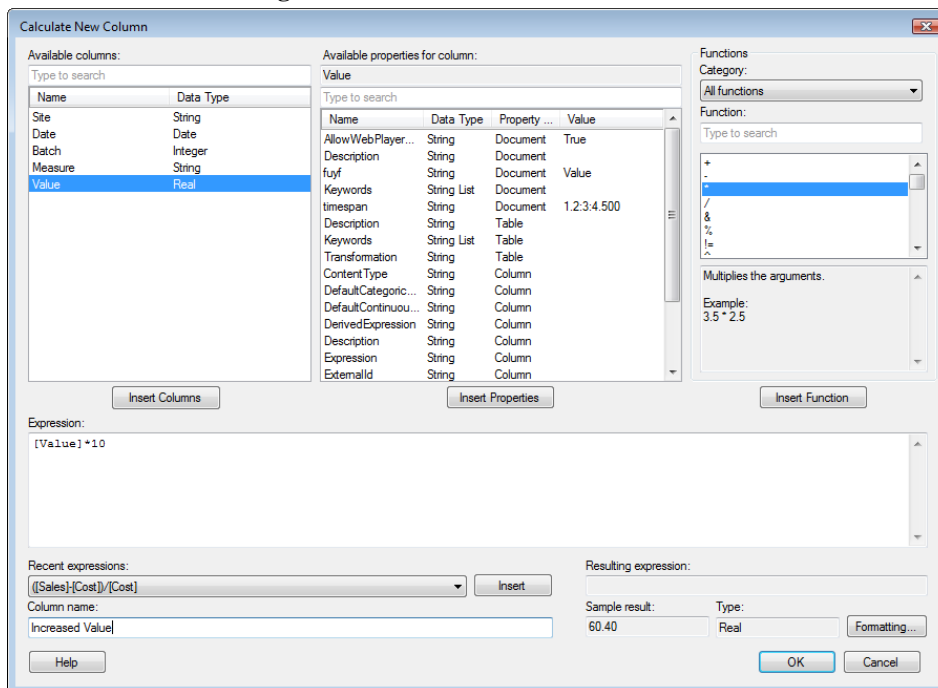 Calculate New Column
Available columns:
Type to search
Name Data Type
Site String
Date Date
Batch Integer
Measure String
Value Real
Insert Columns
Available properties for column:
Value
Type to search
Name Data Type Property ... Value
AllowWebPlayer... String Document True
Description String Document
fuyf String Document Value
Keywords String List Document
timespan String Document 1.2:3:4.500
Description String Table
Keywords String List Table
Transformation String Table
ContentType String Column
DefaultCategoric... String Column
DefaultContinuou... String Column
DerivedExpression String Column
Description String Column
Expression String Column
ExternalId String Column
Insert Properties
Functions
Category:
All functions
Function:
Type to search
+
-
*
/
&
%
!=
^
Multiplies the arguments.
Example:
3.5 * 2.5
Insert Function
Expression:
[Value]*10
Recent expressions:
([Sales]-[Cost])/[Cost]
Insert
Column name:
Increased Value
Resulting expression:
Sample result: Type:
60.40 Real Formatting...
Help OK Cancel